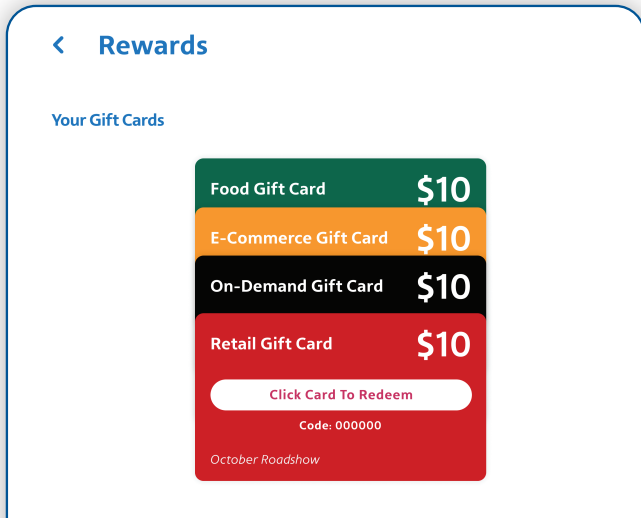 Rewards
Your Gift Cards
Food Gift Card $10
E-Commerce Gift Card $10
On-Demand Gift Card $10
Retail Gift Card $10
Click Card To Redeem
Code: 000000
October Roadshow